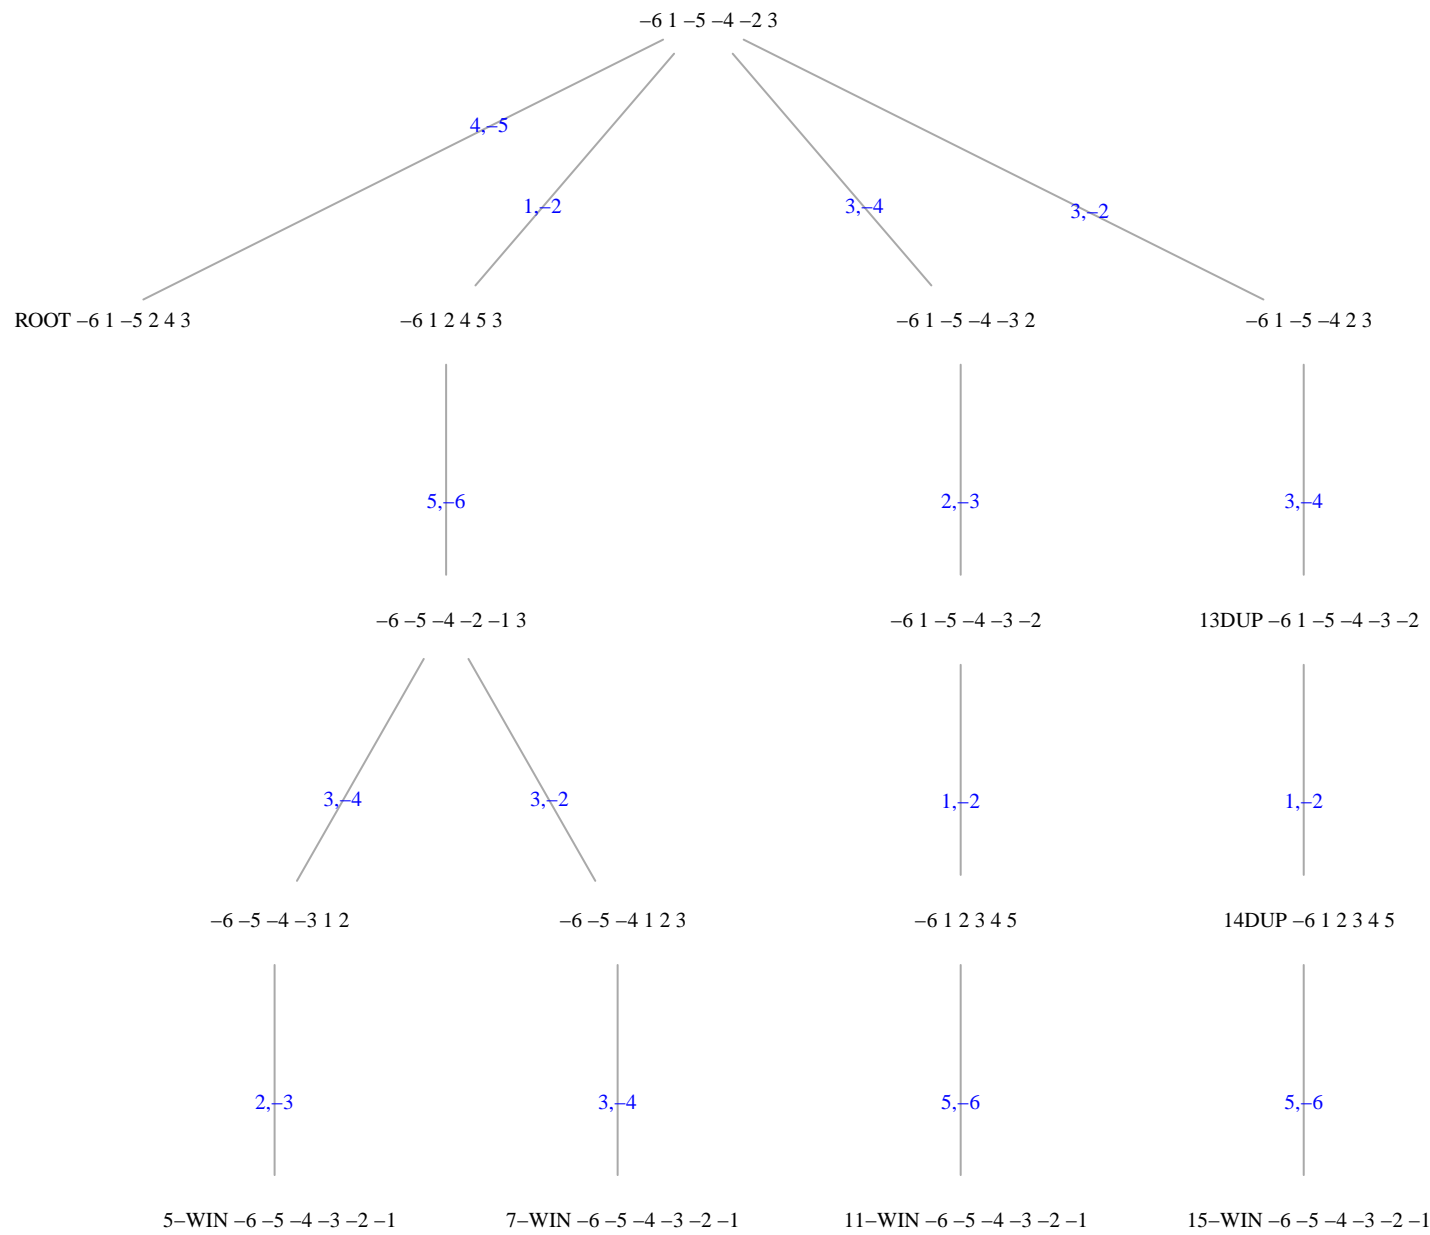 −6 1 −5 −4 −2 3
4,−5
1,−2
3,−4
3,−2
ROOT −6 1 −5 2 4 3
−6 1 2 4 5 3
−6 1 −5 −4 −3 2
−6 1 −5 −4 2 3
5,−6
2,−3
3,−4
−6 −5 −4 −2 −1 3
−6 1 −5 −4 −3 −2
13DUP −6 1 −5 −4 −3 −2
3,−4
3,−2
1,−2
1,−2
−6 −5 −4 −3 1 2
−6 −5 −4 1 2 3
−6 1 2 3 4 5
14DUP −6 1 2 3 4 5
2,−3
3,−4
5,−6
5,−6
5−WIN −6 −5 −4 −3 −2 −1
7−WIN −6 −5 −4 −3 −2 −1
11−WIN −6 −5 −4 −3 −2 −1
15−WIN −6 −5 −4 −3 −2 −1